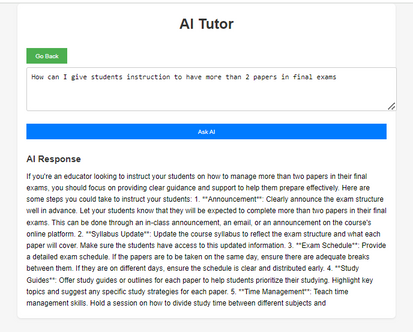 AI Tutor
Go Back
How can I give students instruction to have more than 2 papers in final exams
Ask AI
AI Response
If you're an educator looking to instruct your students on how to manage more than two papers in their final
exams, you should focus on providing clear guidance and support to help them prepare effectively. Here are
some steps you could take to instruct your students: 1. **Announcement**: Clearly announce the exam structure
well in advance. Let your students know that they will be expected to complete more than two papers in their final
exams. This can be done through an in-class announcement, an email, or an announcement on the course's
online platform. 2. **Syllabus Update**: Update the course syllabus to reflect the exam structure and what each
paper will cover. Make sure the students have access to this updated information. 3. **Exam Schedule**: Provide
a detailed exam schedule. If the papers are to be taken on the same day, ensure there are adequate breaks
between them. If they are on different days, ensure the schedule is clear and distributed early. 4. **Study
Guides**: Offer study guides or outlines for each paper to help students prioritize their studying. Highlight key
topics and suggest any specific study strategies for each paper. 5. **Time Management**: Teach time
management skills. Hold a session on how to divide study time between different subjects and